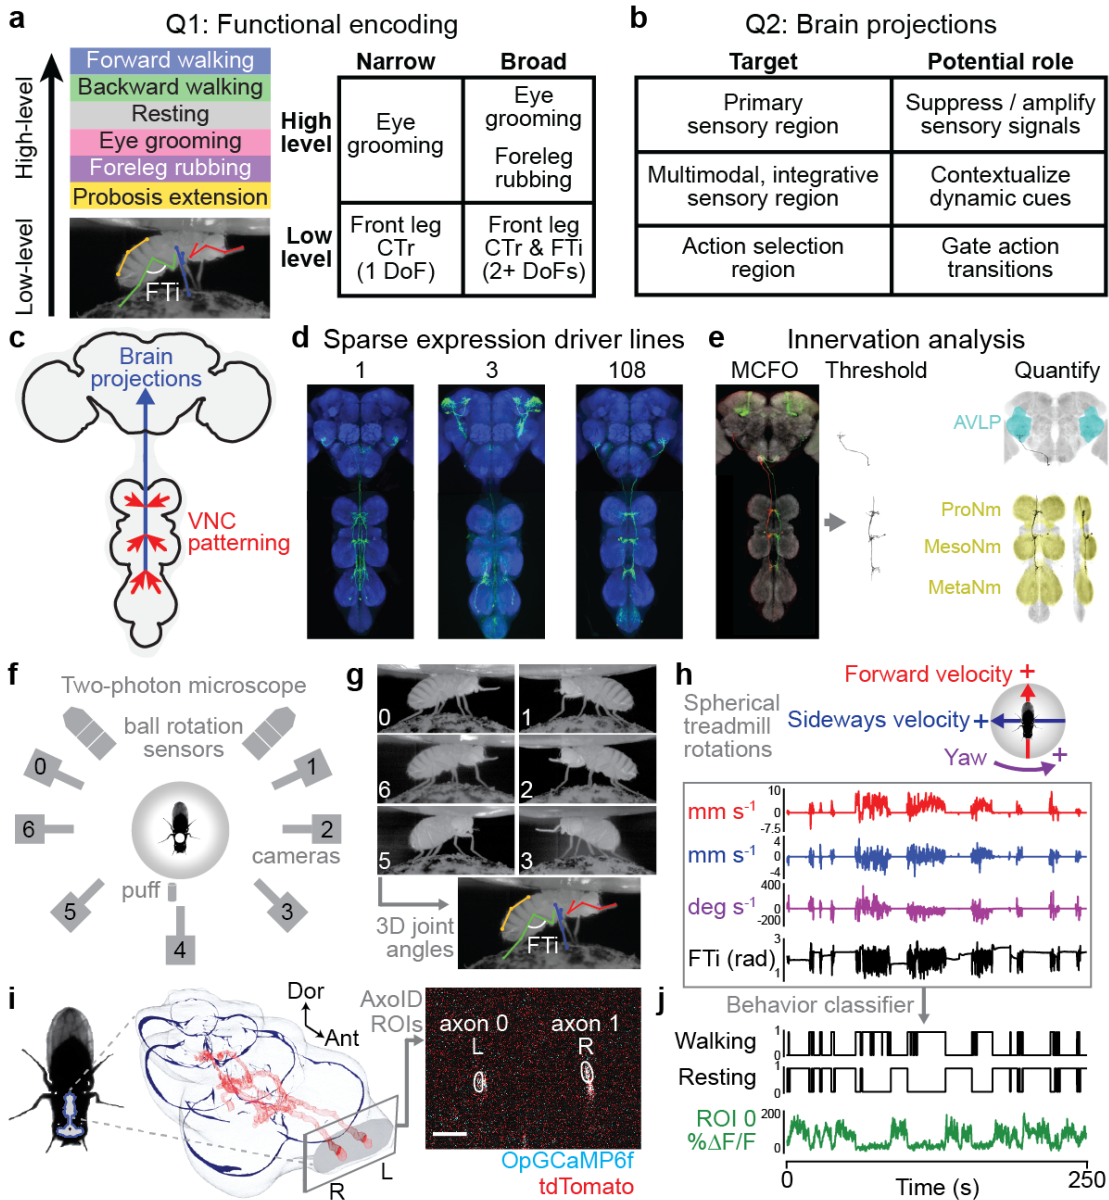 a
Q1: Functional encoding
High-level
Low-level
Forward walking
Backward walking
Resting
Eye grooming
Foreleg rubbing
Probosis extension
FTi
Narrow
Broad
High
level
Eye
grooming
Eye
grooming
Foreleg
rubbing
Low
level
Front leg
CTr
(1 DoF)
Front leg
CTr & FTi
(2+ DoFs)
b
Q2: Brain projections
Target
Potential role
Primary
sensory region
Suppress / amplify
sensory signals
Multimodal, integrative
sensory region
Contextualize
dynamic cues
Action selection
region
Gate action
transitions
c
Brain
projections
VNC
patterning
d
Sparse expression driver lines
1
3
108
e
Innervation analysis
MCFO
Threshold
Quantify
AVLP
ProNm
MesoNm
MetaNm
f
Two-photon microscope
ball rotation
sensors
0
1
6
2
cameras
puff
5
3
4
g
0
1
6
2
5
3
3D joint
angles
FTi
h
Spherical
treadmill
rotations
Forward velocity +
Sideways velocity +
Yaw +
mm s-1
10
0
-7.5
mm s-1
4
0
-4
deg s-1
400
0
-200
FTi (rad)
3
1
i
Dor
Ant
R
L
AxoID
ROIs
axon 0
L
axon 1
R
OpGCaMP6f
tdTomato
j
Behavior classifier
Walking
1
0
Resting
1
0
ROI 0
%ΔF/F
200
0
0
250
Time (s)